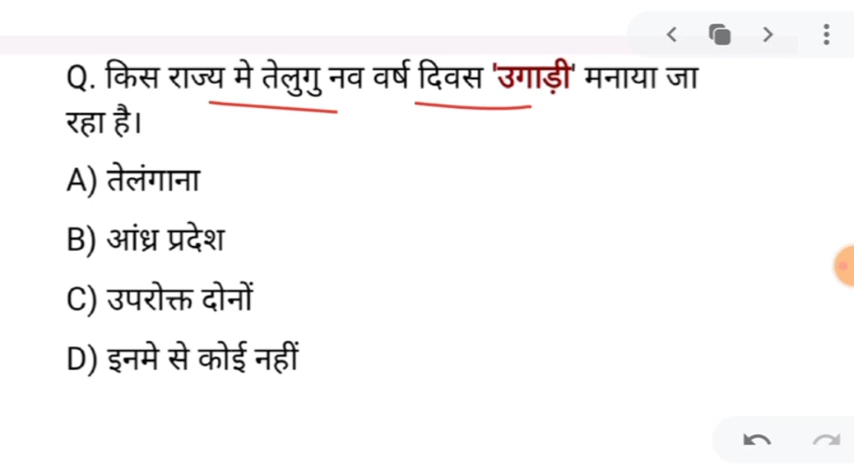 Q. किस राज्य मे तेलुगु नव वर्ष दिवस 'उगाड़ी' मनाया जा
रहा है।
A) तेलंगाना
B) आंध्र प्रदेश
C) उपरोक्त दोनों
D) इनमे से कोई नहीं